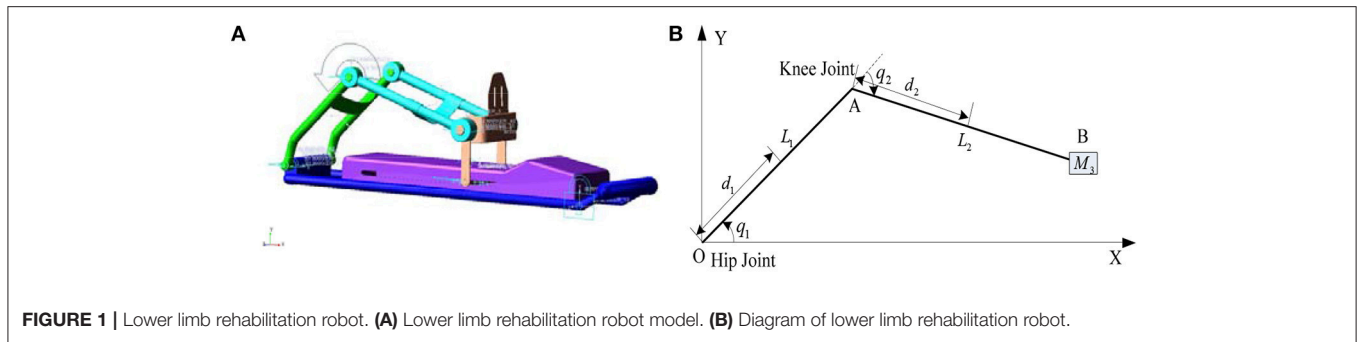 A
B
Y
Knee Joint
q₂
d₂
A
L₁
L₂
B
M₃
d₁
q₁
O Hip Joint
X
FIGURE 1 | Lower limb rehabilitation robot. (A) Lower limb rehabilitation robot model. (B) Diagram of lower limb rehabilitation robot.